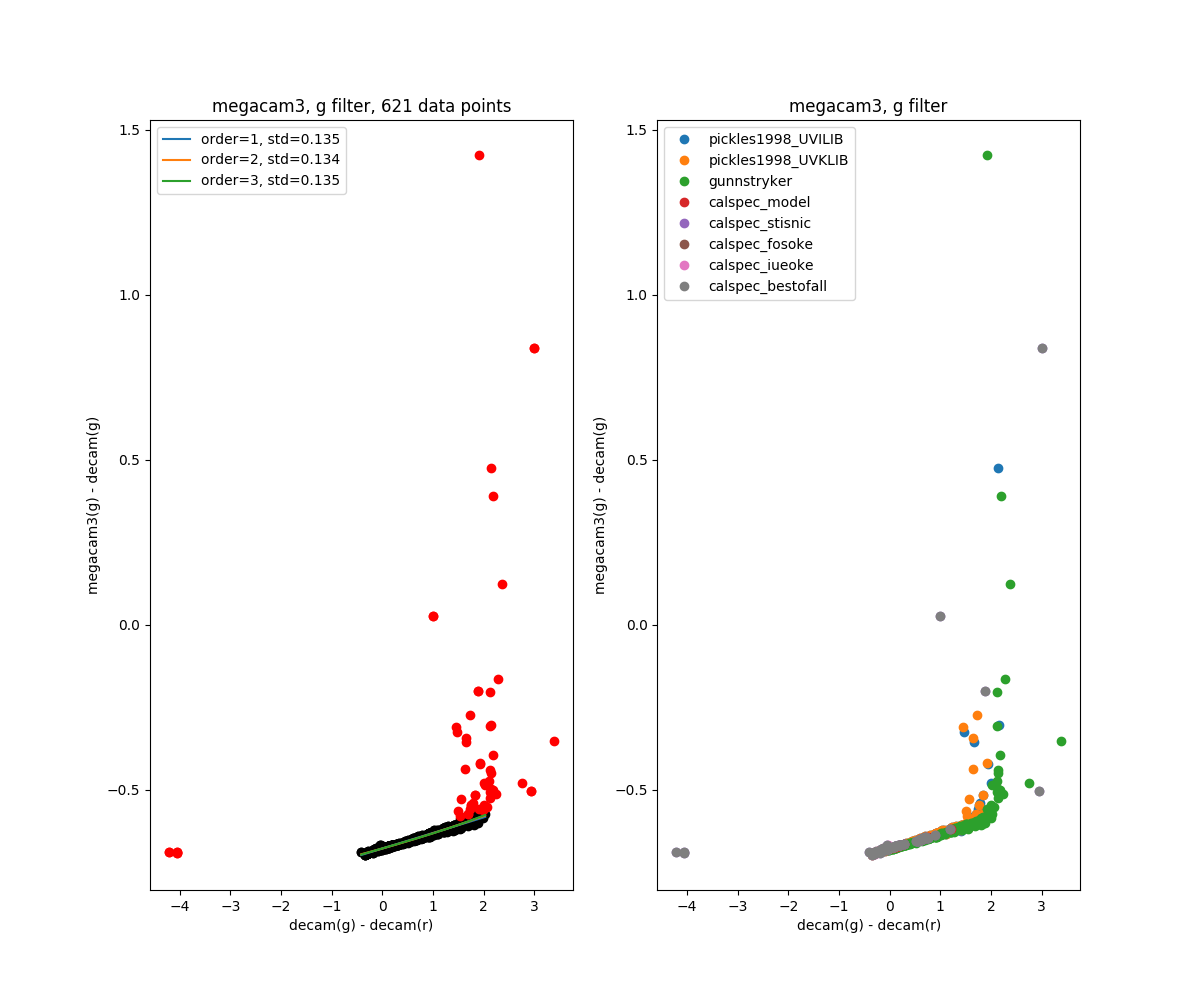 megacam3, g filter, 621 data points
order=1, std=0.135
order=2, std=0.134
order=3, std=0.135
1.5
1.0
0.5
0.0
−0.5
megacam3(g) - decam(g)
−4
−3
−2
−1
0
1
2
3
decam(g) - decam(r)
megacam3, g filter
pickles1998_UVILIB
pickles1998_UVKLIB
gunnstryker
calspec_model
calspec_stisnic
calspec_fosoke
calspec_iueoke
calspec_bestofall
1.5
1.0
0.5
0.0
−0.5
megacam3(g) - decam(g)
−4
−3
−2
−1
0
1
2
3
decam(g) - decam(r)